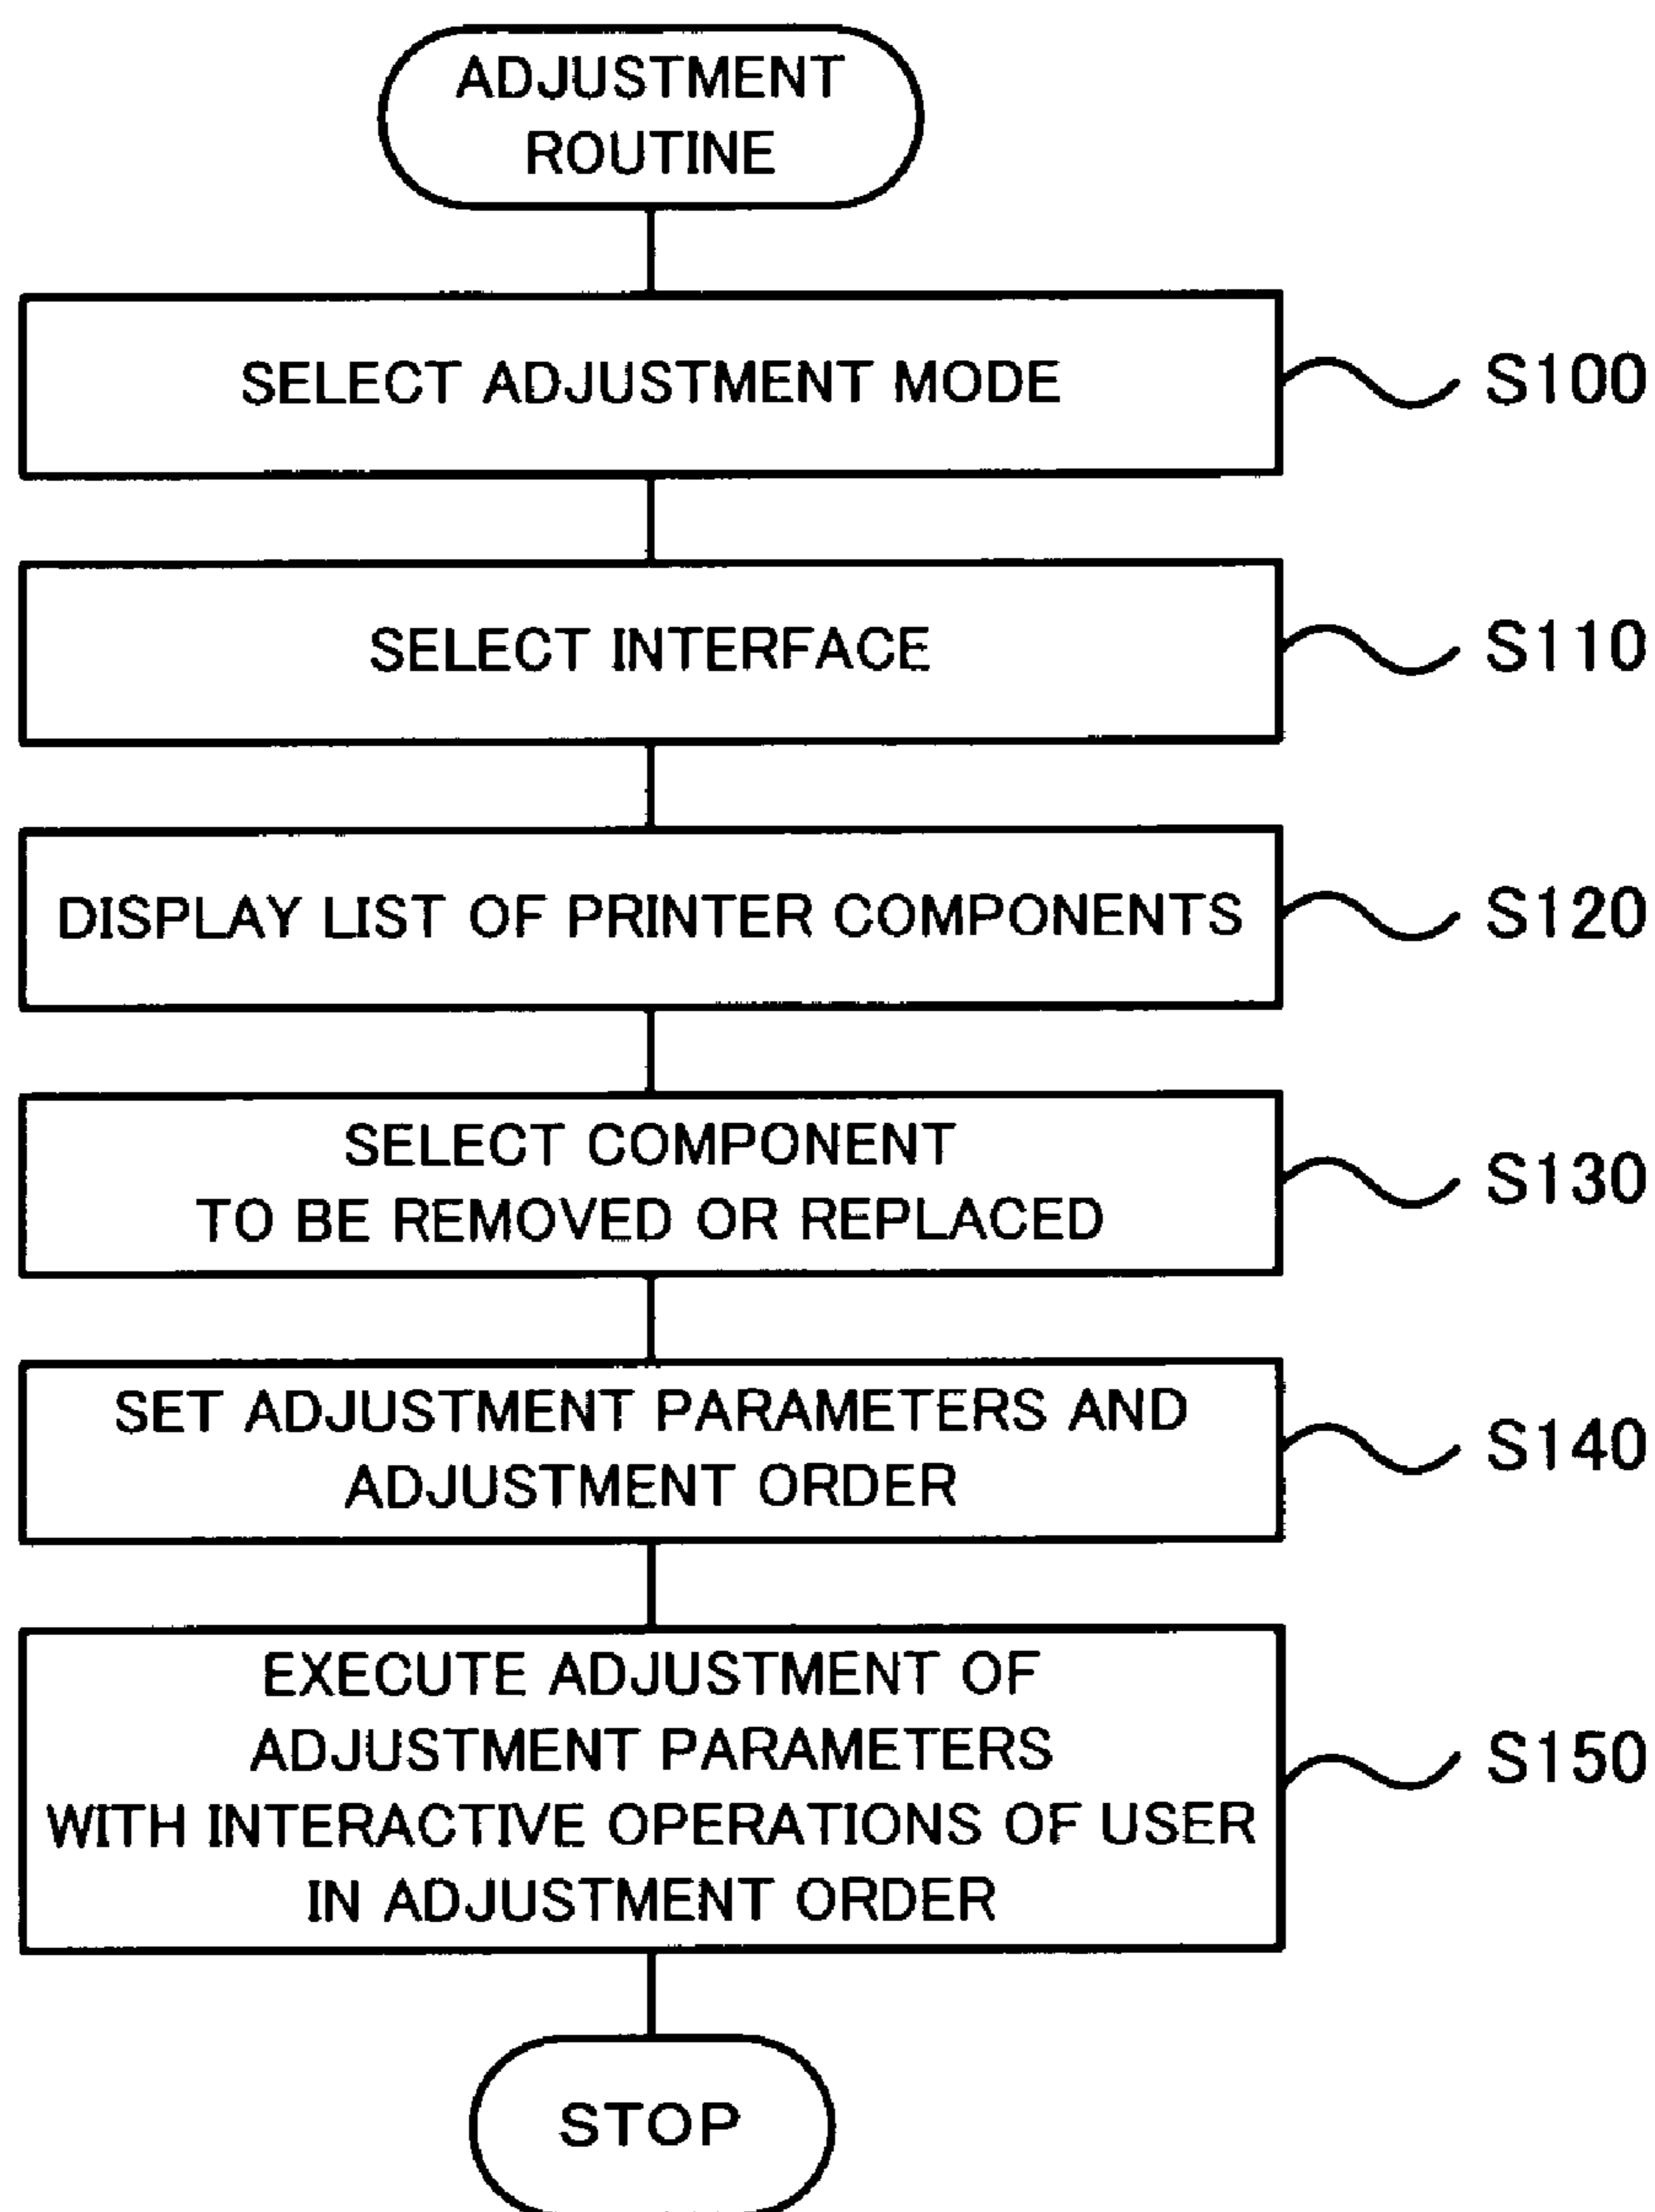 ADJUSTMENT
ROUTINE
SELECT ADJUSTMENT MODE
S100
SELECT INTERFACE
S110
DISPLAY LIST OF PRINTER COMPONENTS
S120
SELECT COMPONENT
TO BE REMOVED OR REPLACED
S130
SET ADJUSTMENT PARAMETERS AND
ADJUSTMENT ORDER
S140
EXECUTE ADJUSTMENT OF
ADJUSTMENT PARAMETERS
WITH INTERACTIVE OPERATIONS OF USER
IN ADJUSTMENT ORDER
S150
STOP